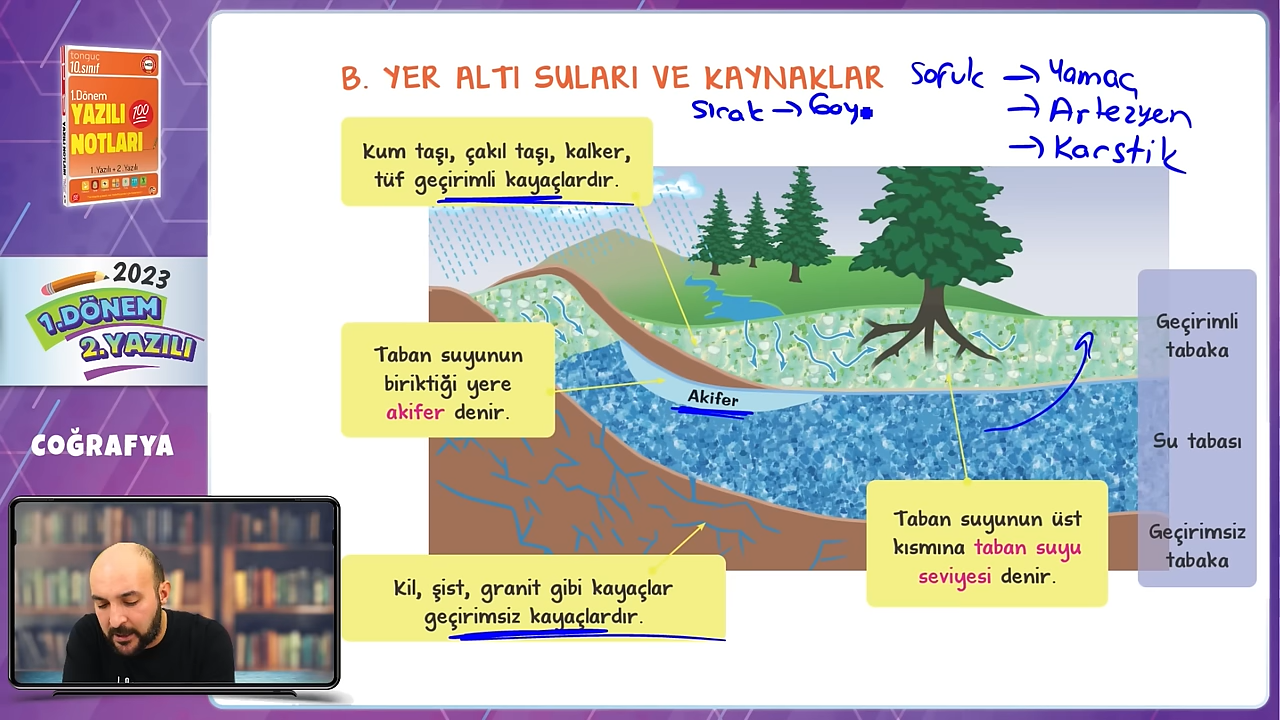 tonguç
10.sınıf
1.Dönem
YAZILI
100
NOTLARI
1.Yazılı + 2.Yazılı
YAZILI NOTLARI
2023
1.DÖNEM
2.YAZILI
COĞRAFYA
B. YER ALTI SULARI VE KAYNAKLAR
Soğuk → Yamaç
→ Artezyen
→ Karstik
Sıcak → Gay
Kum taşı, çakıl taşı, kalker,
tüf geçirimli kayaçlardır.
Taban suyunun
biriktiği yere
akifer denir.
Akifer
Kil, şist, granit gibi kayaçlar
geçirimsiz kayaçlardır.
Taban suyunun üst
kısmına taban suyu
seviyesi denir.
Geçirimli
tabaka
Su tabası
Geçirimsiz
tabaka